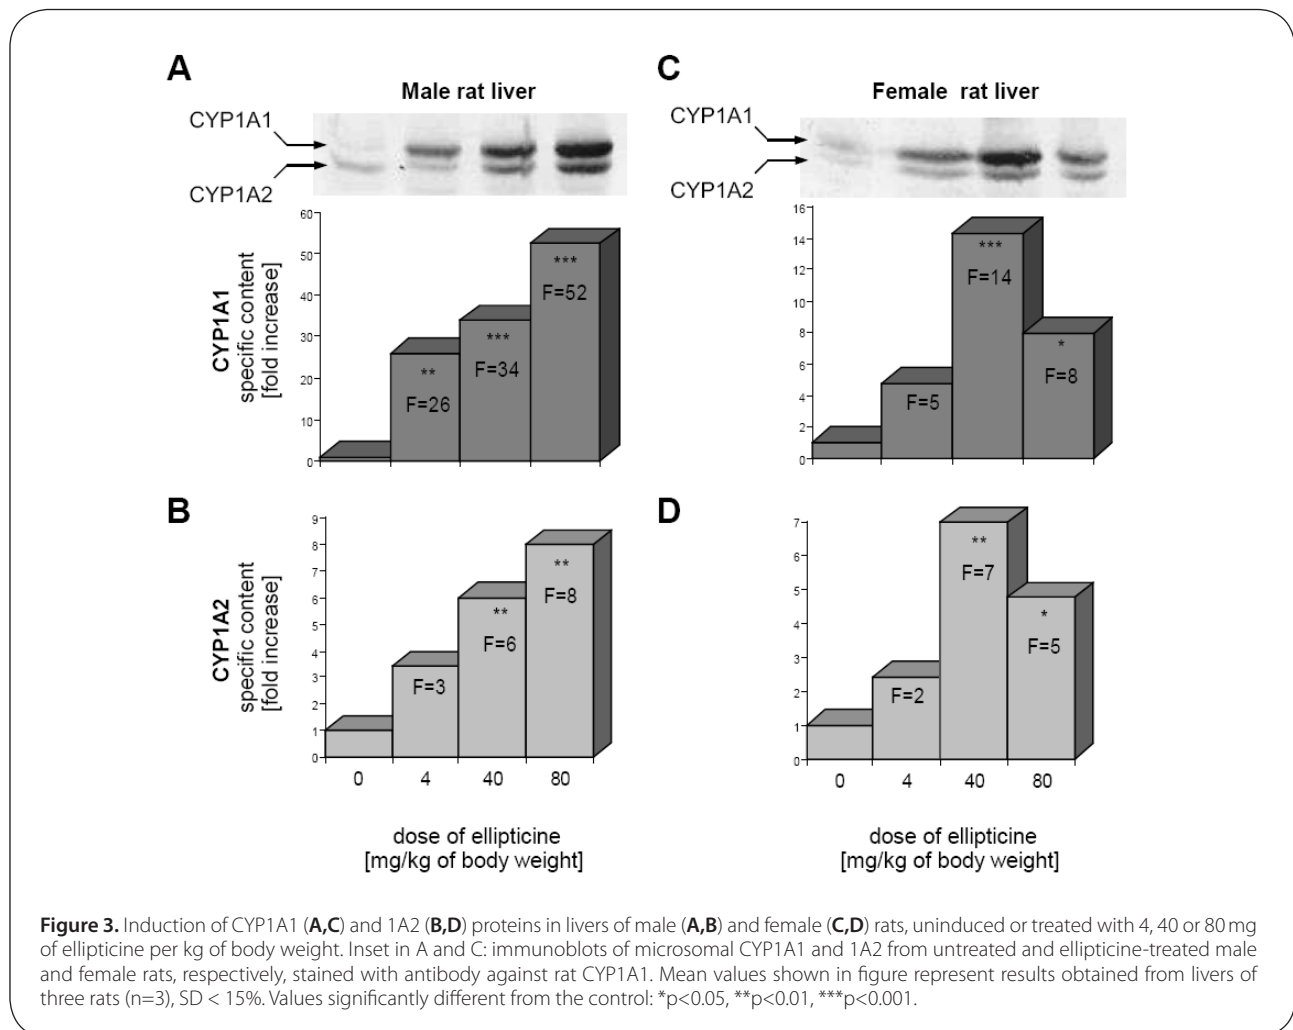 A
Male rat liver
CYP1A1
CYP1A2
CYP1A1
specific content
[fold increase]
60
50
40
30
20
10
0
**
F=26
***
F=34
***
F=52
C
Female rat liver
CYP1A1
CYP1A2
16
14
12
10
8
6
4
2
0
F=5
***
F=14
*
F=8
B
CYP1A2
specific content
[fold increase]
9
8
7
6
5
4
3
2
1
0
F=3
**
F=6
**
F=8
0 4 40 80
dose of ellipticine
[mg/kg of body weight]
D
7
6
5
4
3
2
1
0
F=2
**
F=7
*
F=5
0 4 40 80
dose of ellipticine
[mg/kg of body weight]
Figure 3. Induction of CYP1A1 (A,C) and 1A2 (B,D) proteins in livers of male (A,B) and female (C,D) rats, uninduced or treated with 4, 40 or 80 mg
of ellipticine per kg of body weight. Inset in A and C: immunoblots of microsomal CYP1A1 and 1A2 from untreated and ellipticine-treated male
and female rats, respectively, stained with antibody against rat CYP1A1. Mean values shown in figure represent results obtained from livers of
three rats (n=3), SD < 15%. Values significantly different from the control: *p<0.05, **p<0.01, ***p<0.001.